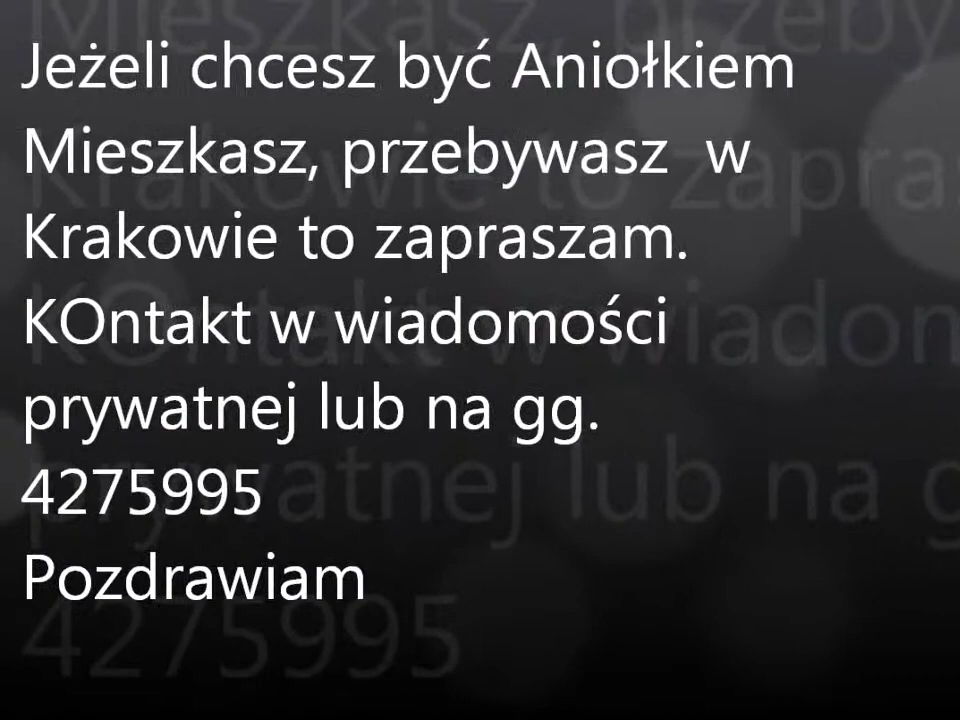 Jeżeli chcesz być Aniołkiem
Mieszkasz, przebywasz w
Krakowie to zapraszam.
KOntakt w wiadomości
prywatnej lub na gg.
4275995
Pozdrawiam